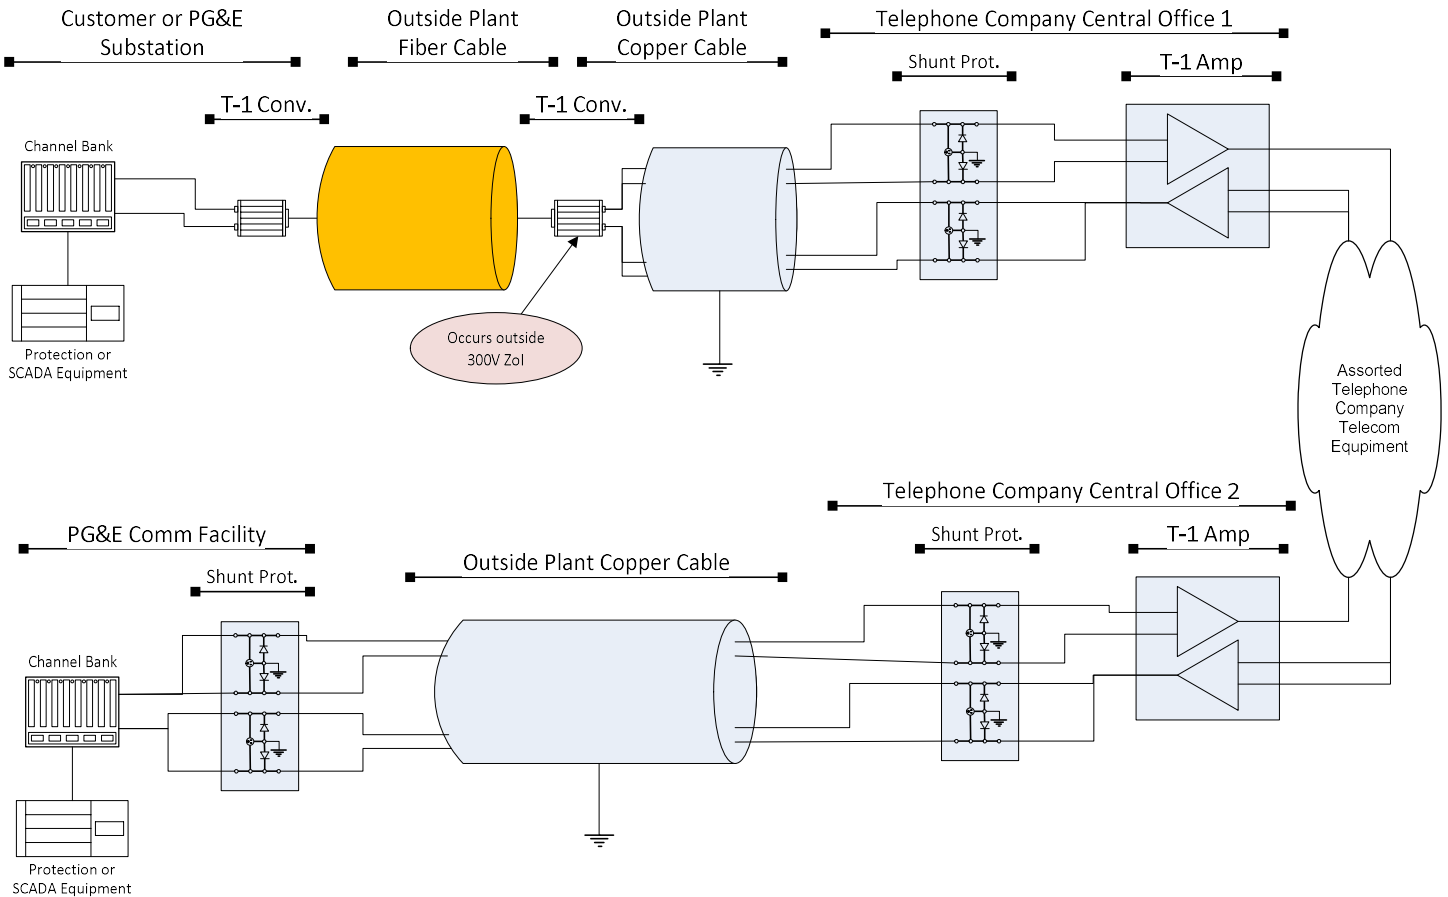 Customer or PG&E
Substation
Outside Plant
Fiber Cable
Outside Plant
Copper Cable
Telephone Company Central Office 1
Shunt Prot.
T-1 Amp
T-1 Conv.
T-1 Conv.
Channel Bank
Protection or
SCADA Equipment
Occurs outside
300V ZoI
Assorted
Telephone
Company
Telecom
Equpiment
Telephone Company Central Office 2
PG&E Comm Facility
Shunt Prot.
T-1 Amp
Outside Plant Copper Cable
Shunt Prot.
Channel Bank
Protection or
SCADA Equipment